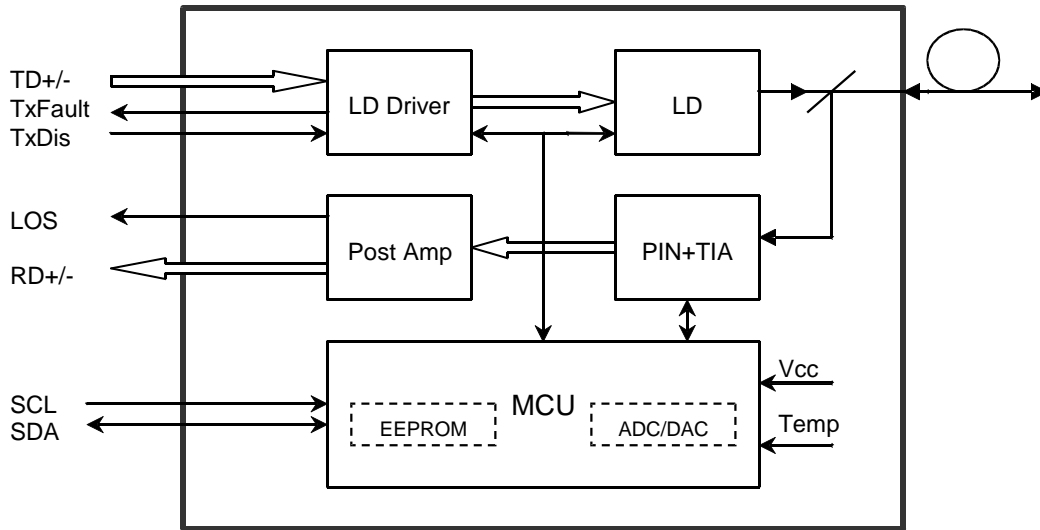 TD+/-
TxFault
TxDis
LD Driver
LD
LOS
RD+/-
Post Amp
PIN+TIA
SCL
SDA
MCU
EEPROM
ADC/DAC
Vcc
Temp